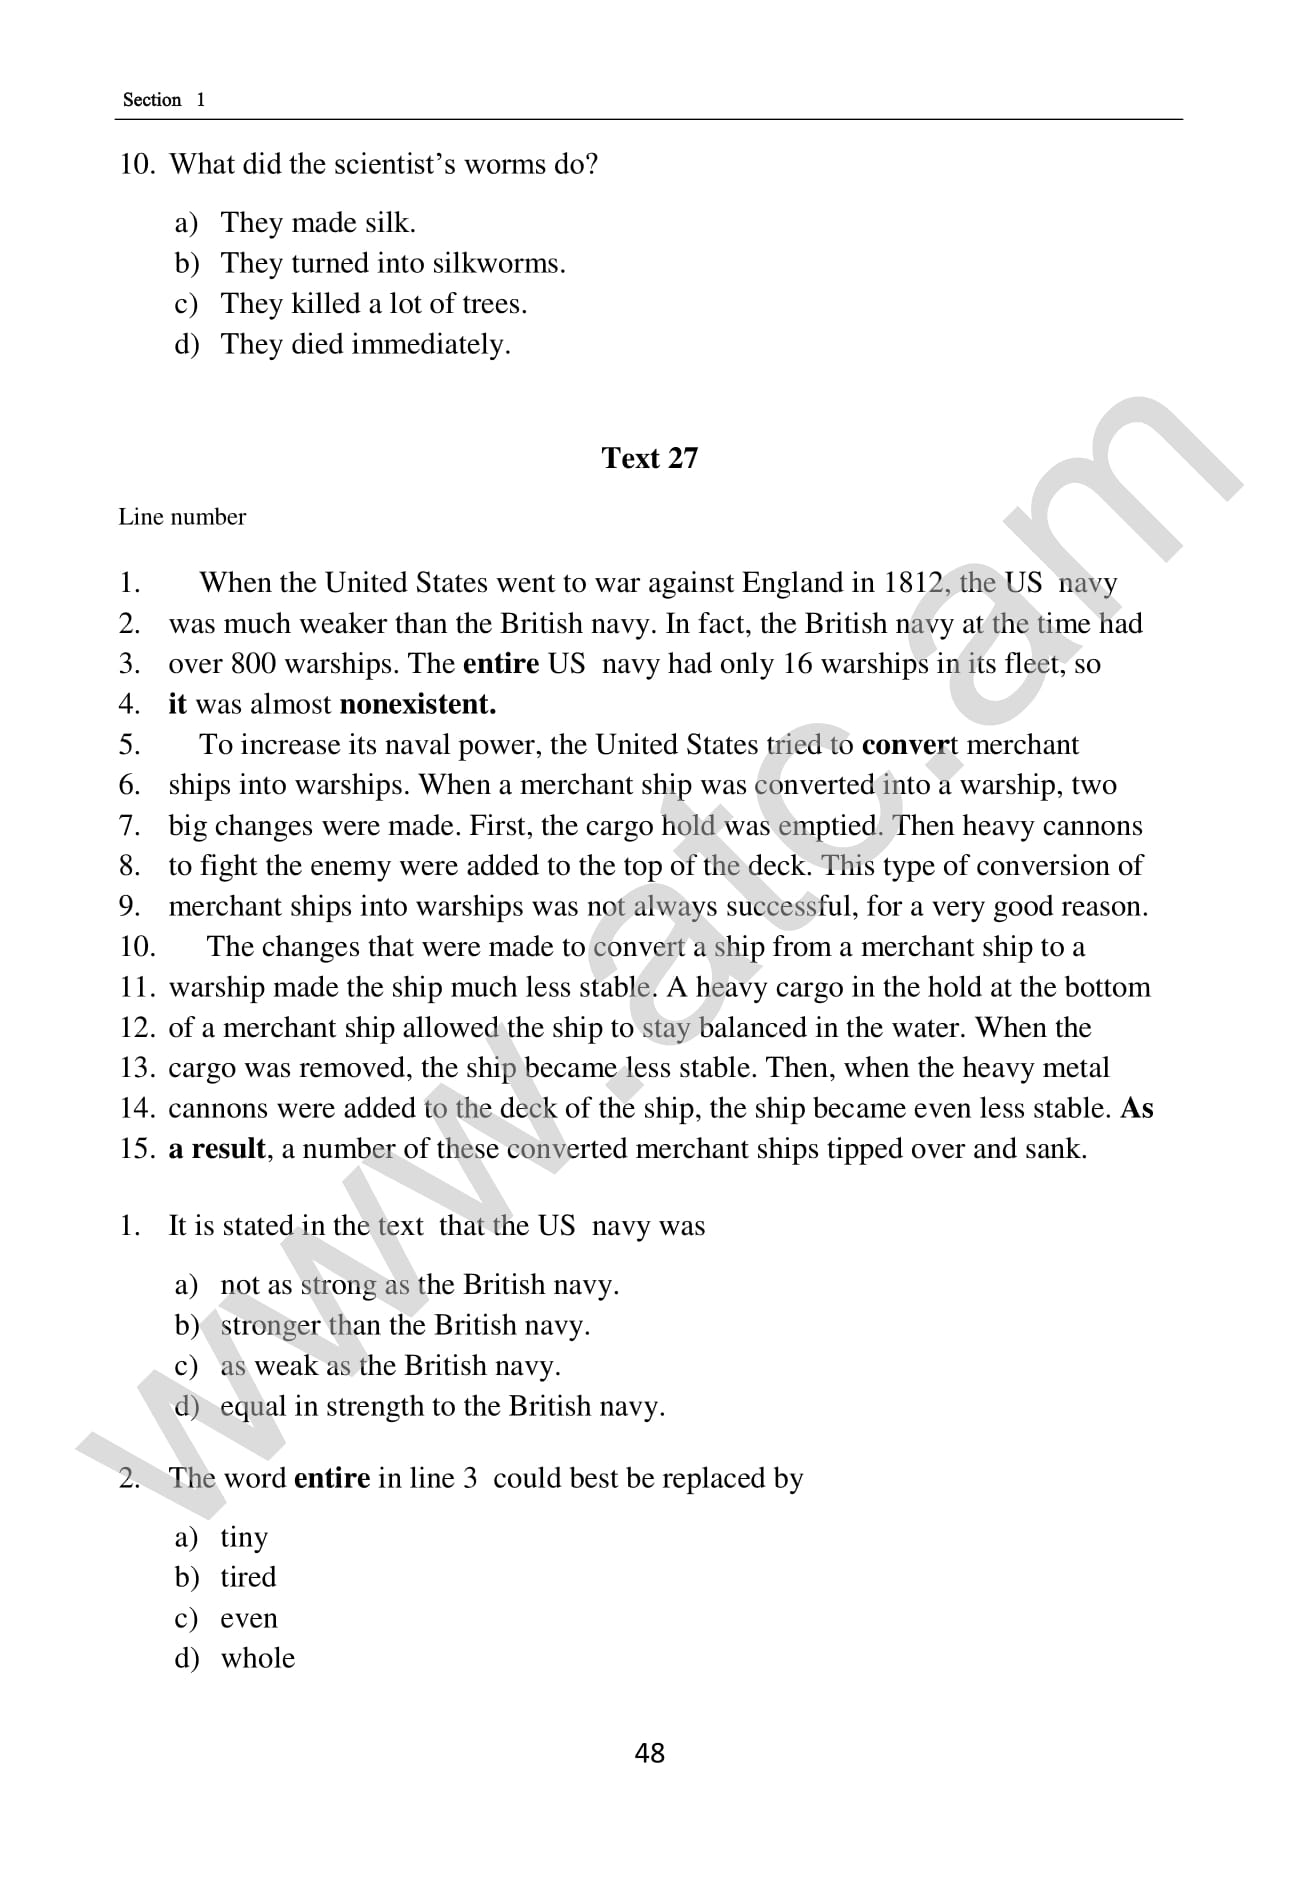 Section 1
10. What did the scientist’s worms do?
a) They made silk.
b) They turned into silkworms.
c) They killed a lot of trees.
d) They died immediately.
Text 27
Line number
1. When the United States went to war against England in 1812, the US navy
2. was much weaker than the British navy. In fact, the British navy at the time had
3. over 800 warships. The entire US navy had only 16 warships in its fleet, so
4. it was almost nonexistent.
5. To increase its naval power, the United States tried to convert merchant
6. ships into warships. When a merchant ship was converted into a warship, two
7. big changes were made. First, the cargo hold was emptied. Then heavy cannons
8. to fight the enemy were added to the top of the deck. This type of conversion of
9. merchant ships into warships was not always successful, for a very good reason.
10. The changes that were made to convert a ship from a merchant ship to a
11. warship made the ship much less stable. A heavy cargo in the hold at the bottom
12. of a merchant ship allowed the ship to stay balanced in the water. When the
13. cargo was removed, the ship became less stable. Then, when the heavy metal
14. cannons were added to the deck of the ship, the ship became even less stable. As
15. a result, a number of these converted merchant ships tipped over and sank.
1. It is stated in the text that the US navy was
a) not as strong as the British navy.
b) stronger than the British navy.
c) as weak as the British navy.
d) equal in strength to the British navy.
2. The word entire in line 3 could best be replaced by
a) tiny
b) tired
c) even
d) whole
48
www.atc.am